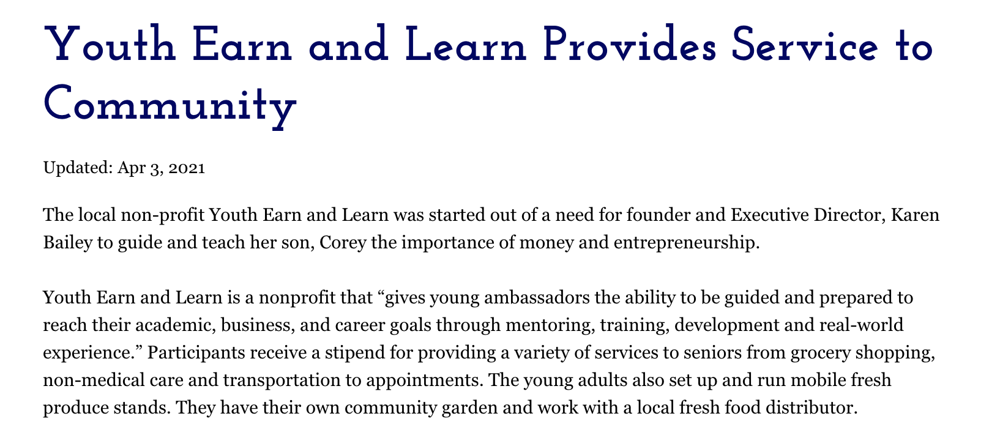 Youth Earn and Learn Provides Service to
Community
Updated: Apr 3, 2021
The local non-profit Youth Earn and Learn was started out of a need for founder and Executive Director, Karen
Bailey to guide and teach her son, Corey the importance of money and entrepreneurship.
Youth Earn and Learn is a nonprofit that “gives young ambassadors the ability to be guided and prepared to
reach their academic, business, and career goals through mentoring, training, development and real-world
experience.” Participants receive a stipend for providing a variety of services to seniors from grocery shopping,
non-medical care and transportation to appointments. The young adults also set up and run mobile fresh
produce stands. They have their own community garden and work with a local fresh food distributor.